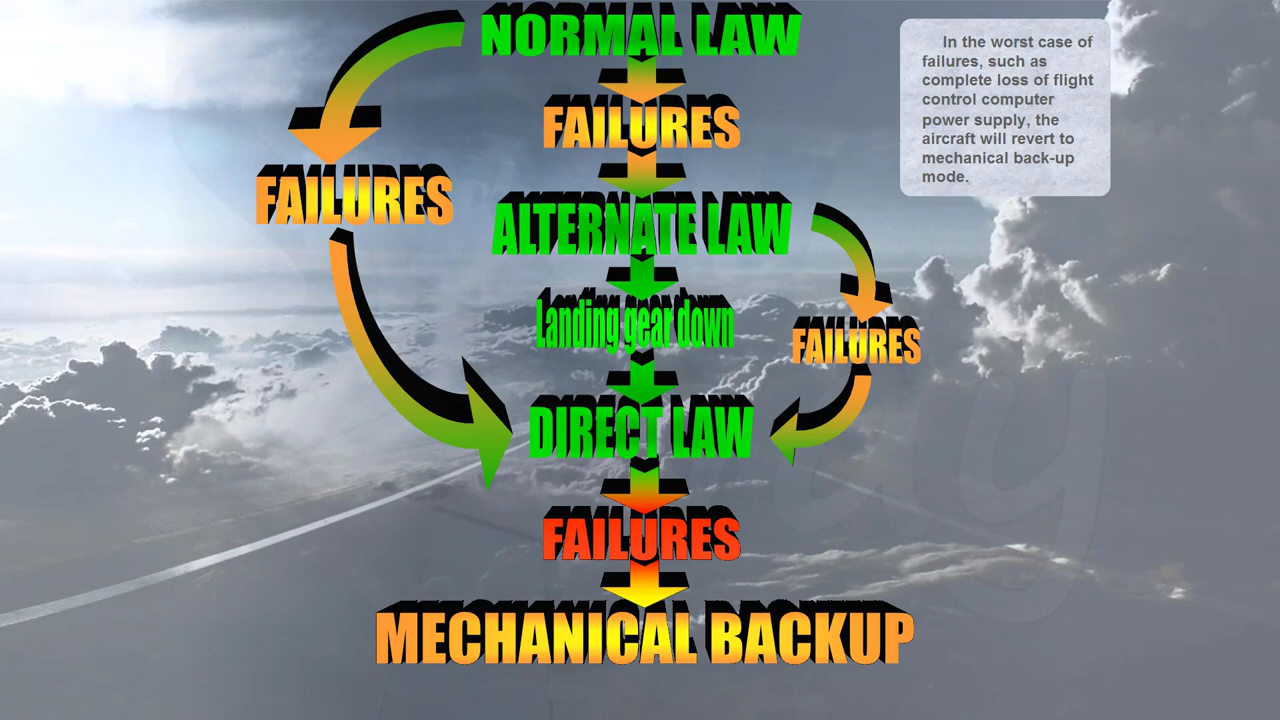 NORMAL LAW
FAILURES
FAILURES
ALTERNATE LAW
Landing gear down
FAILURES
DIRECT LAW
FAILURES
MECHANICAL BACKUP
In the worst case of
failures, such as
complete loss of flight
control computer
power supply, the
aircraft will revert to
mechanical back-up
mode.